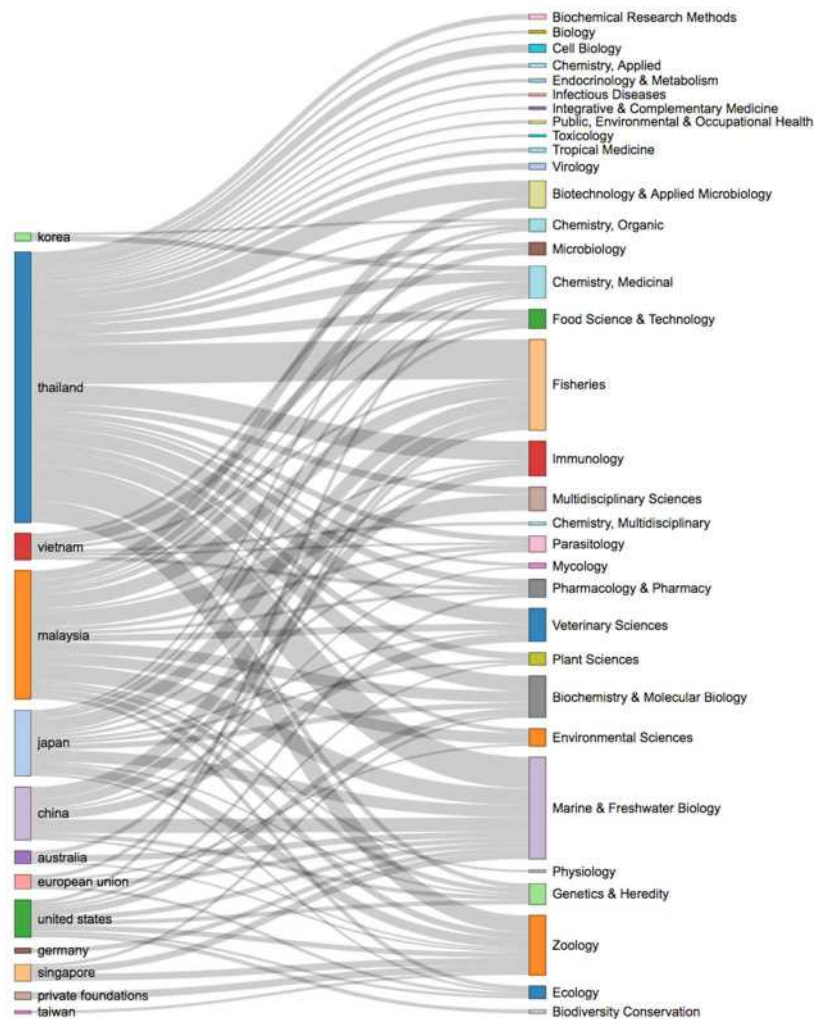 korea
thailand
vietnam
malaysia
japan
china
australia
european union
united states
germany
singapore
private foundations
taiwan
Biochemical Research Methods
Biology
Cell Biology
Chemistry, Applied
Endocrinology & Metabolism
Infectious Diseases
Integrative & Complementary Medicine
Public, Environmental & Occupational Health
Toxicology
Tropical Medicine
Virology
Biotechnology & Applied Microbiology
Chemistry, Organic
Microbiology
Chemistry, Medicinal
Food Science & Technology
Fisheries
Immunology
Multidisciplinary Sciences
Chemistry, Multidisciplinary
Parasitology
Mycology
Pharmacology & Pharmacy
Veterinary Sciences
Plant Sciences
Biochemistry & Molecular Biology
Environmental Sciences
Marine & Freshwater Biology
Physiology
Genetics & Heredity
Zoology
Ecology
Biodiversity Conservation